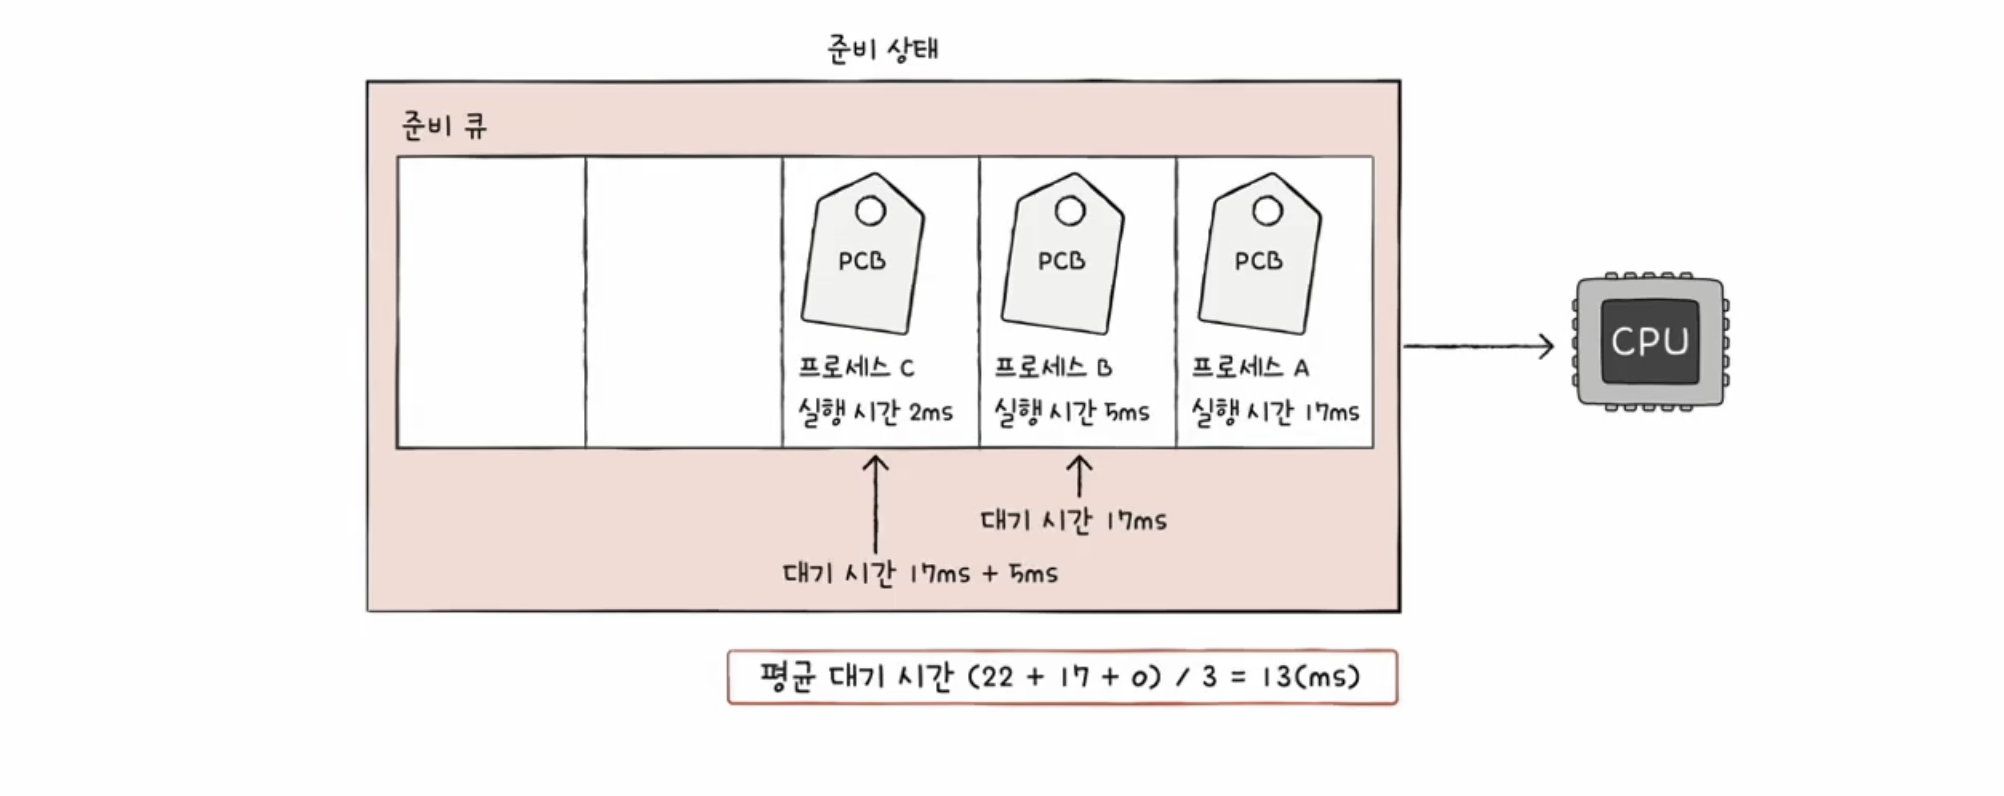 준비 상태
준비 큐
PCB
프로세스 C
실행 시간 2ms
PCB
프로세스 B
실행 시간 5ms
PCB
프로세스 A
실행 시간 17ms
CPU
대기 시간 17ms
대기 시간 17ms + 5ms
평균 대기 시간 (22 + 17 + 0) / 3 = 13(ms)